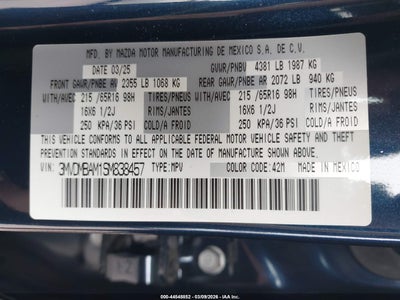 MFD. BY MAZDA MOTOR MANUFACTURING DE MEXICO S.A. DE C.V.
DATE 03/25 GVWR/PNBV 4381 LB 1987 KG
FRONT GAWR/PNBE AV 2355 LB 1068 KG REAR GAWR/PNBE AR 2072 LB 940 KG
WITH/AVEC 215 /65R16 98H TIRES/PNEUS WITH/AVEC 215 /65R16 98H TIRES/PNEUS
16X6 1/2J RIMS/JANTES 16X6 1/2J RIMS/JANTES
250 KPA/36 PSI COLD/A FROID 250 KPA/36 PSI COLD/A FROID
THIS VEHICLE CONFORMS TO ALL APPLICABLE FEDERAL MOTOR VEHICLE SAFETY, BUMPER, AND THEFT
PREVENTION STANDARDS IN EFFECT ON THE DATE OF MANUFACTURE SHOWN ABOVE.
VIN: 3MVDMBAM1SM838457 TYPE:MPV COLOR CODE: 42M MADE IN MEXICO
000-44548852 - 03/09/2026 - IAAI.COM